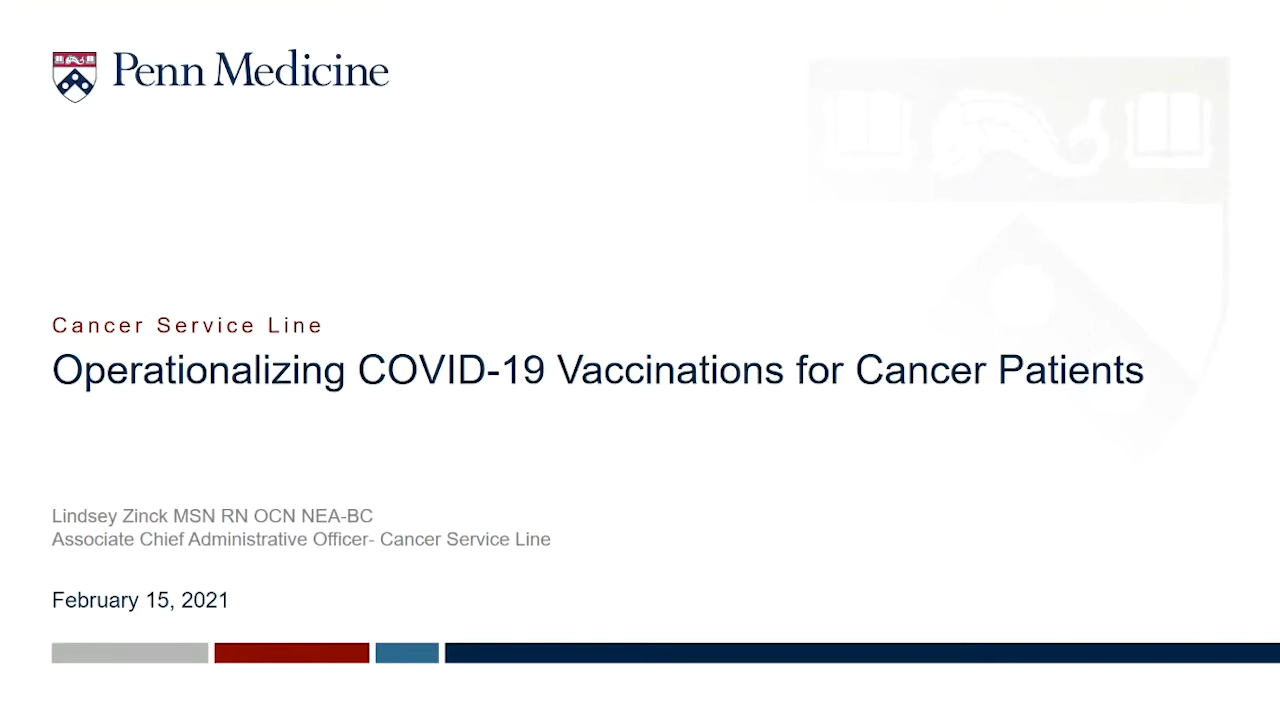 Penn Medicine
Cancer Service Line
Operationalizing COVID-19 Vaccinations for Cancer Patients
Lindsey Zinck MSN RN OCN NEA-BC
Associate Chief Administrative Officer- Cancer Service Line
February 15, 2021